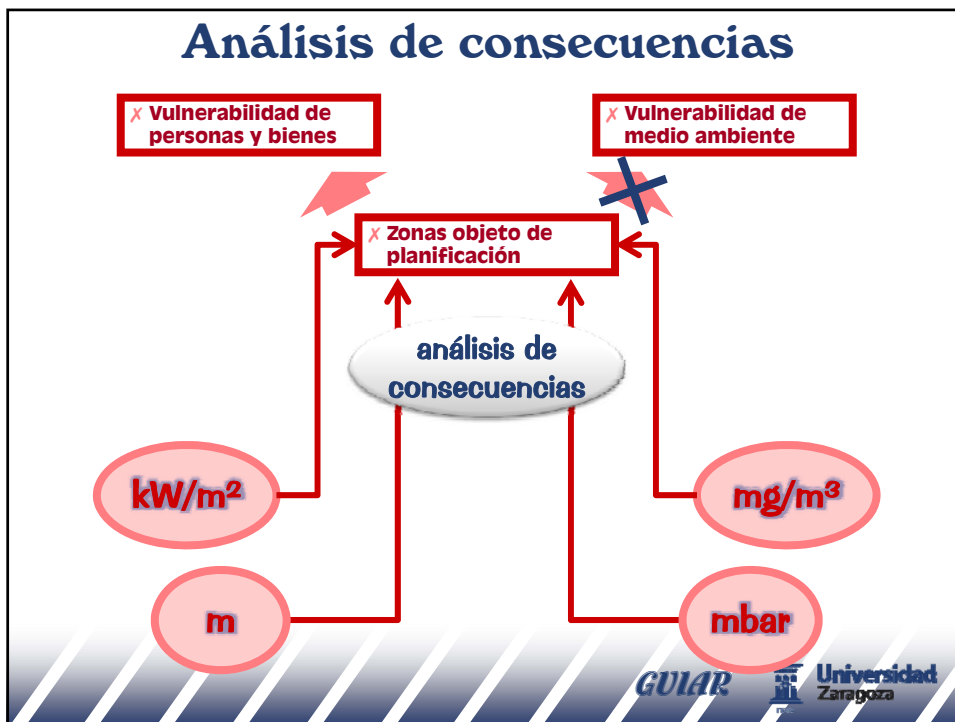 Análisis de consecuencias
✗ Vulnerabilidad de
personas y bienes
✗ Vulnerabilidad de
medio ambiente
✗ Zonas objeto de
planificación
análisis de
consecuencias
kW/m²
mg/m³
m
mbar
GUIAR
Universidad
Zaragoza